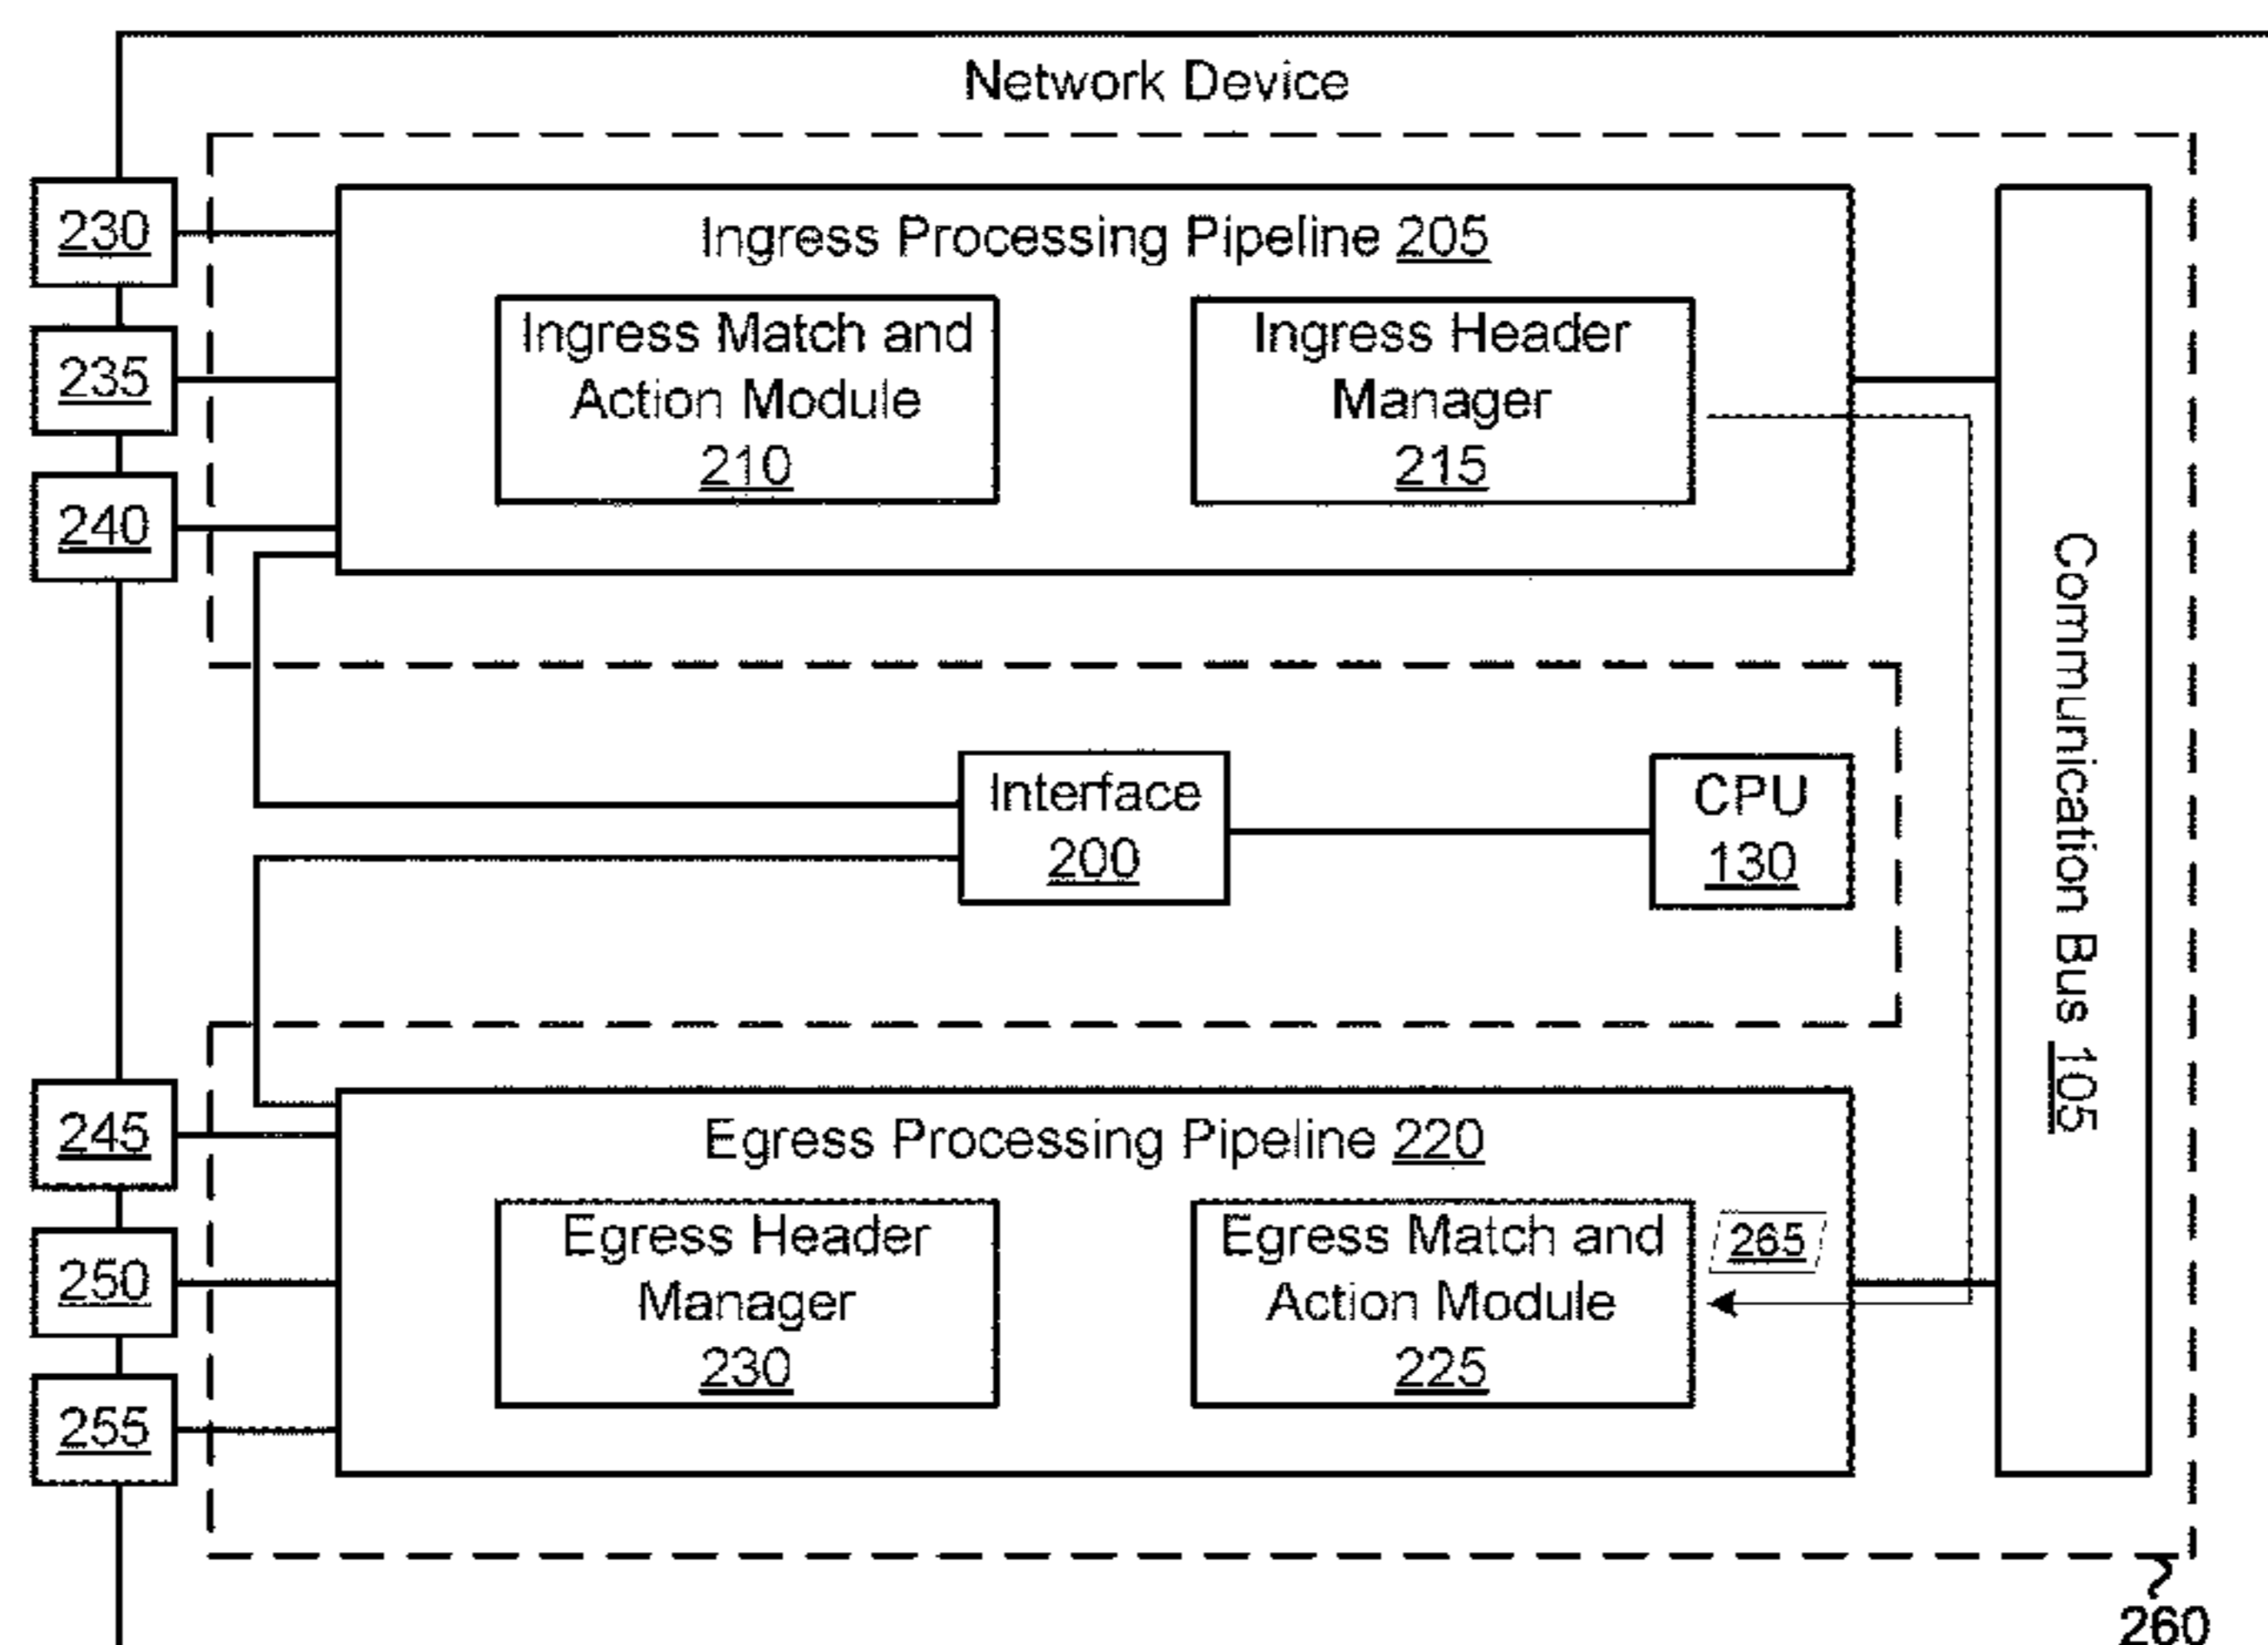 Network Device
230
235
240
Ingress Processing Pipeline 205
Ingress Match and
Action Module
210
Ingress Header
Manager
215
Interface
200
CPU
130
Communication Bus 105
245
250
255
Egress Processing Pipeline 220
Egress Header
Manager
230
Egress Match and
Action Module
225
265
260